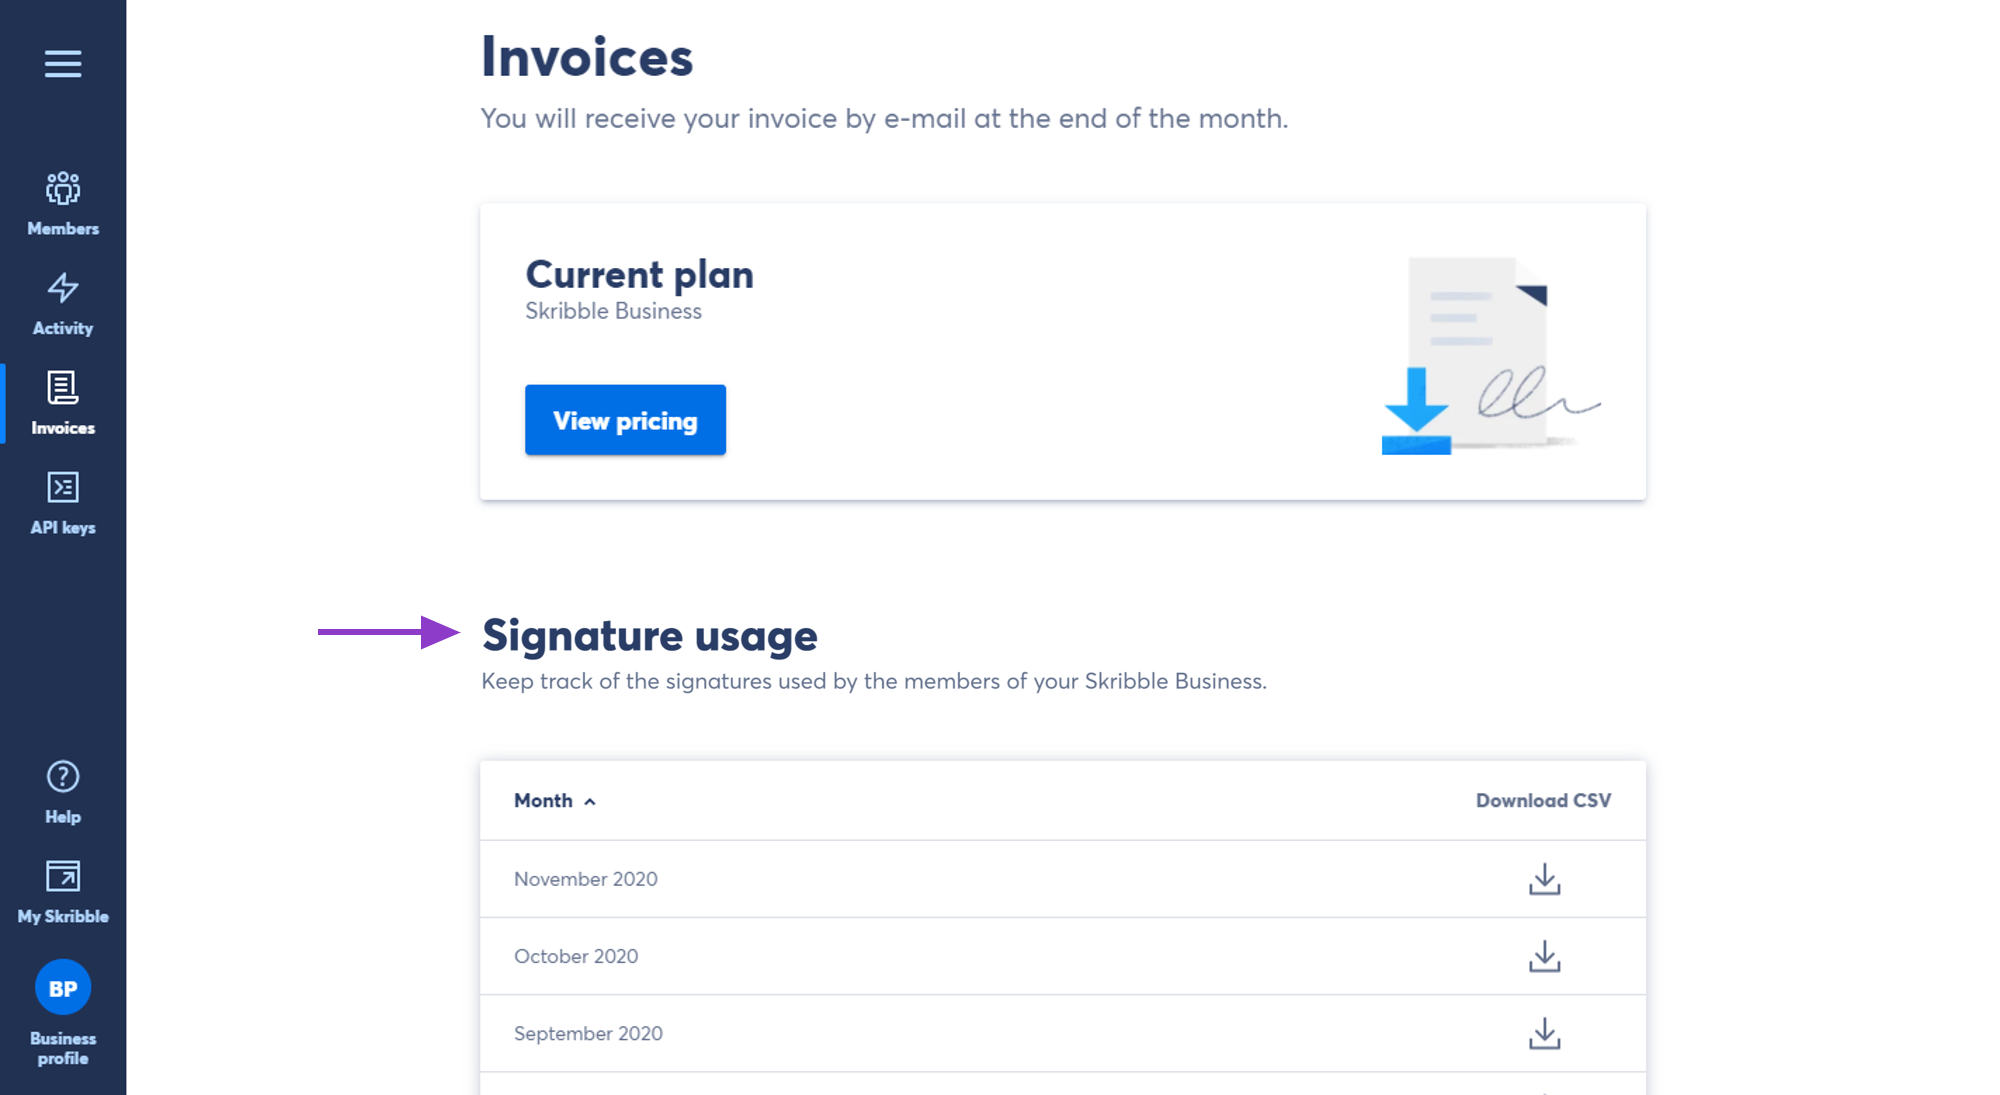 Invoices
You will receive your invoice by e-mail at the end of the month.
Members
Activity
Invoices
API keys
Current plan
Skribble Business
View pricing
Signature usage
Keep track of the signatures used by the members of your Skribble Business.
Month
Download CSV
November 2020
October 2020
September 2020
Help
My Skribble
BP
Business
profile